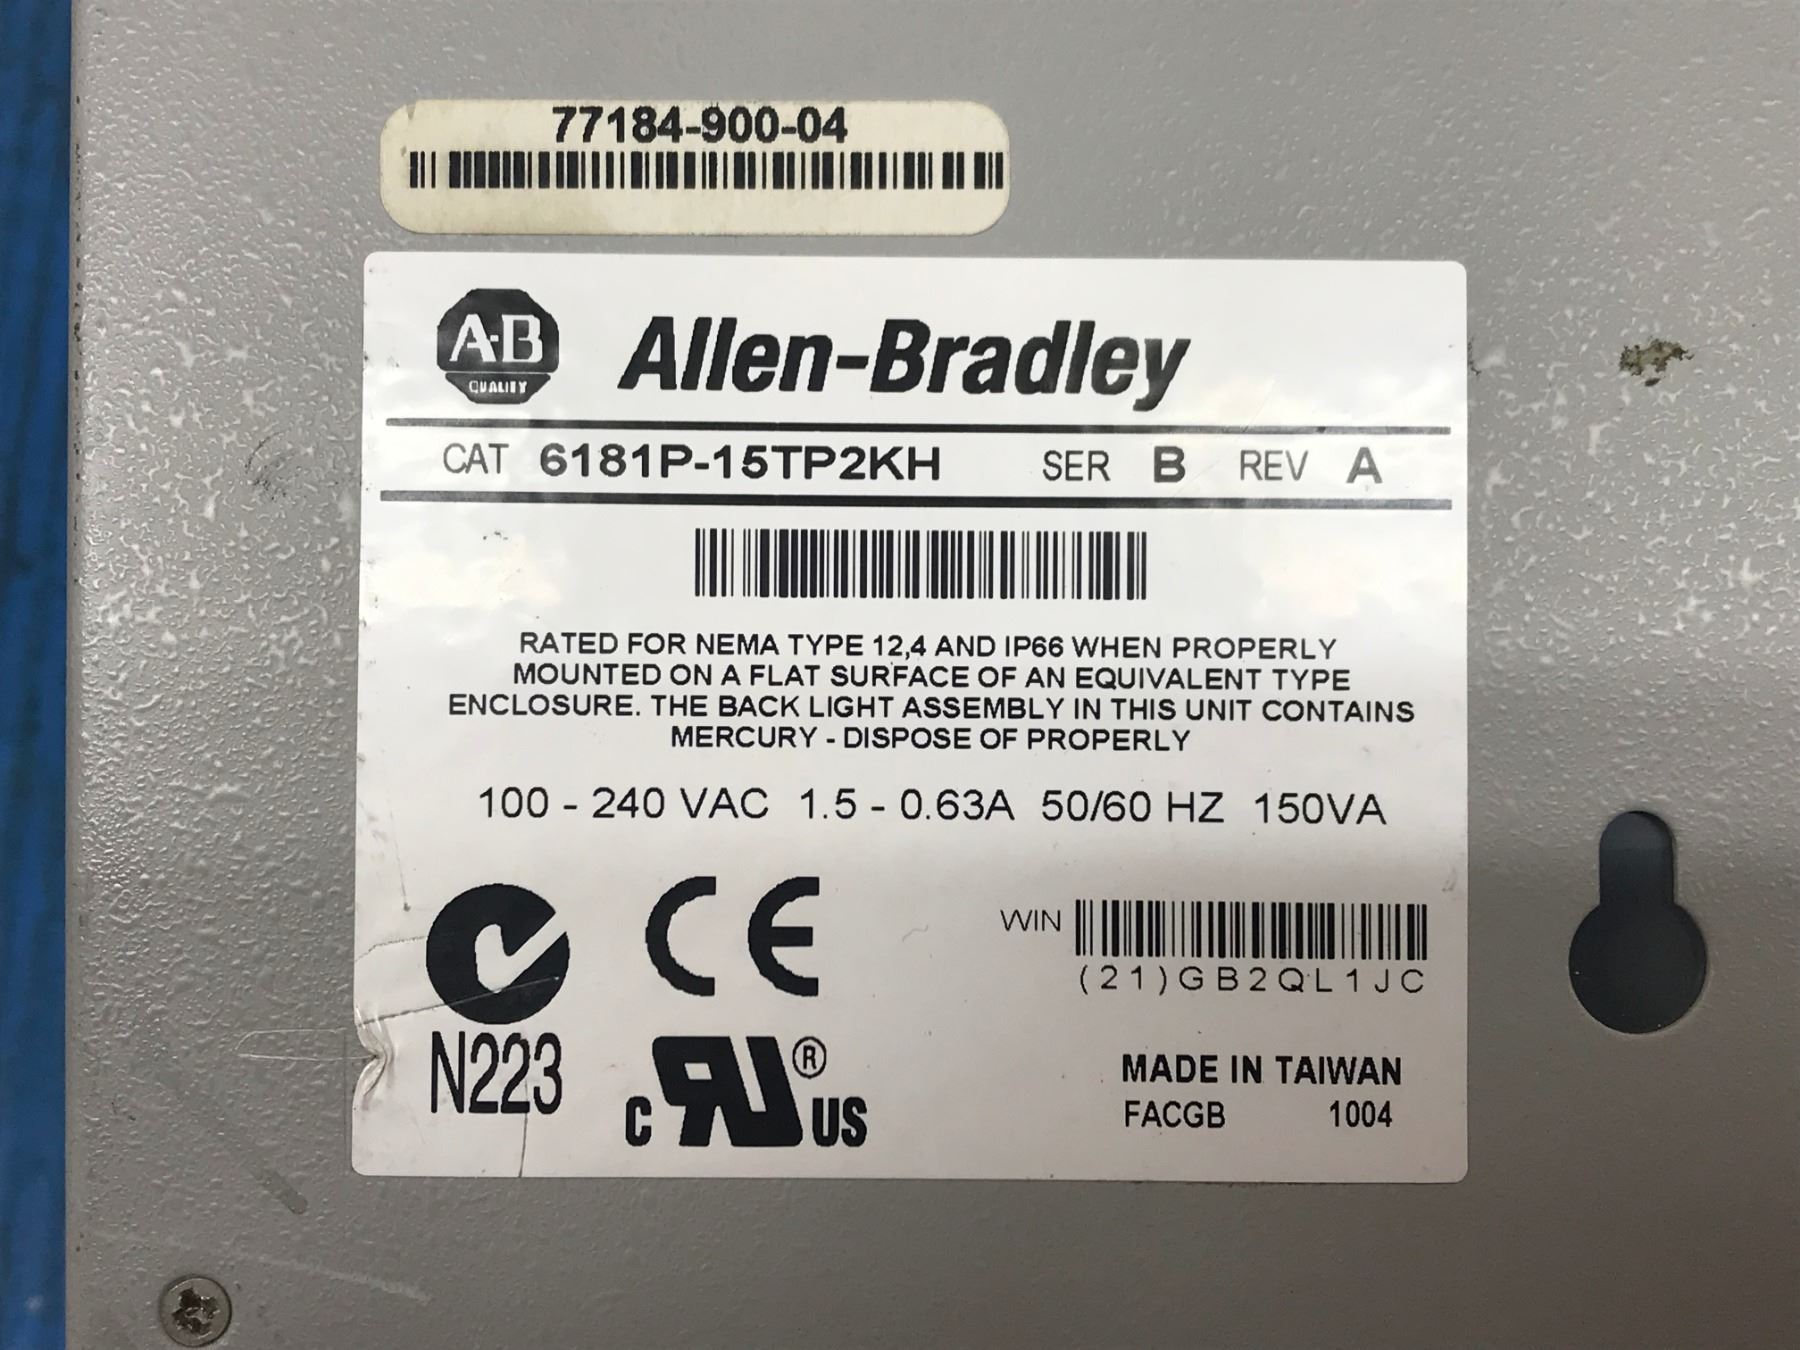 77184-900-04
A-B
QUALITY
Allen-Bradley
CAT 6181P-15TP2KH SER B REV A
RATED FOR NEMA TYPE 12,4 AND IP66 WHEN PROPERLY
MOUNTED ON A FLAT SURFACE OF AN EQUIVALENT TYPE
ENCLOSURE. THE BACK LIGHT ASSEMBLY IN THIS UNIT CONTAINS
MERCURY - DISPOSE OF PROPERLY
100 - 240 VAC 1.5 - 0.63A 50/60 HZ 150VA
CE
WIN
(21)GB2QL1JC
N223
C UR ® US
MADE IN TAIWAN
FACGB 1004